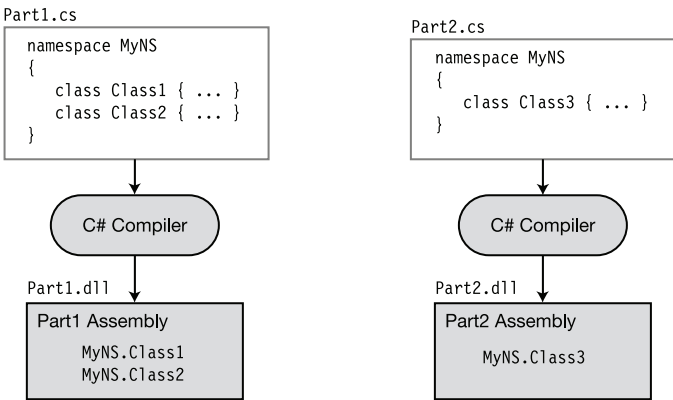 Part1.cs
namespace MyNS
{
class Class1 { ... }
class Class2 { ... }
}
C# Compiler
Part1.dll
Part1 Assembly
MyNS.Class1
MyNS.Class2
Part2.cs
namespace MyNS
{
class Class3 { ... }
}
C# Compiler
Part2.dll
Part2 Assembly
MyNS.Class3